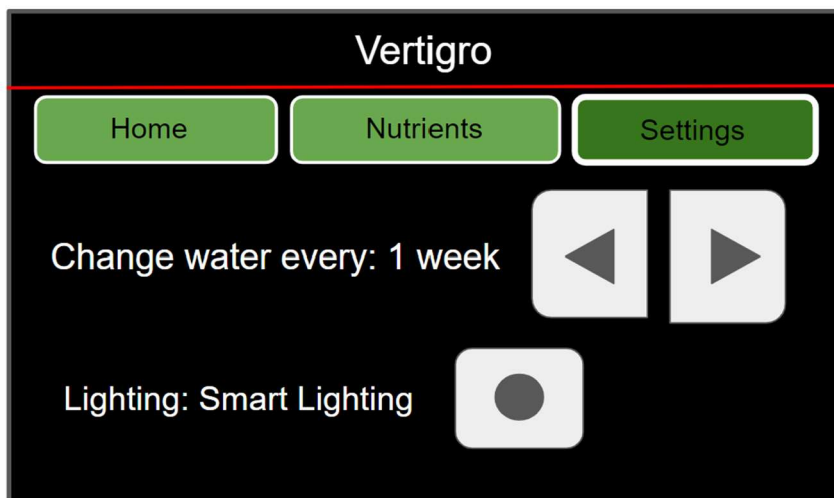 Vertigro
Home Nutrients Settings
Change water every: 1 week
Lighting: Smart Lighting